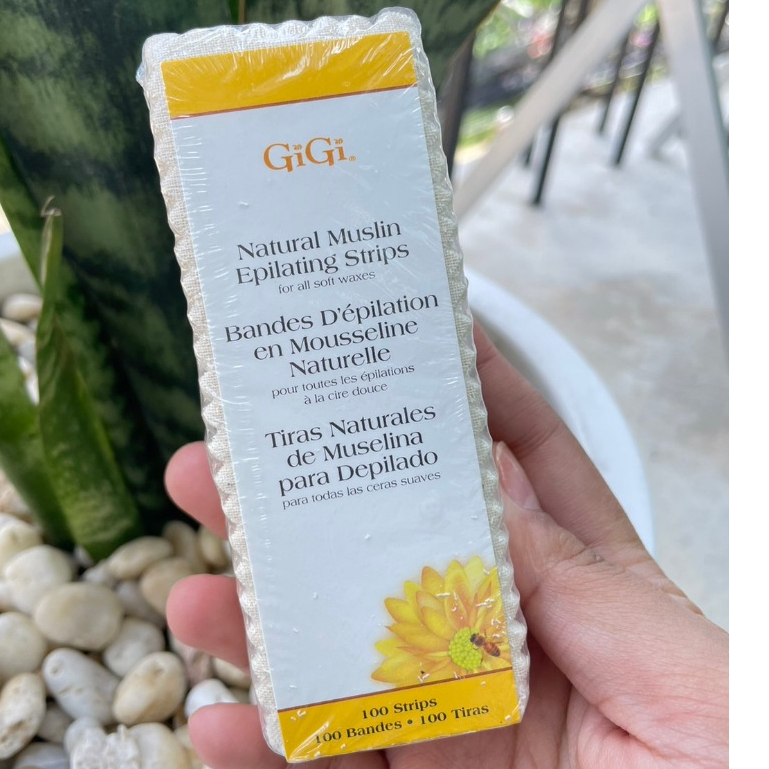 GiGi®
Natural Muslin
Epilating Strips
for all soft waxes
Bandes D'épilation
en Mousseline
Naturelle
pour toutes les épilations
à la cire douce
Tiras Naturales
de Muselina
para Depilado
para todas las ceras suaves
100 Strips
100 Bandes • 100 Tiras